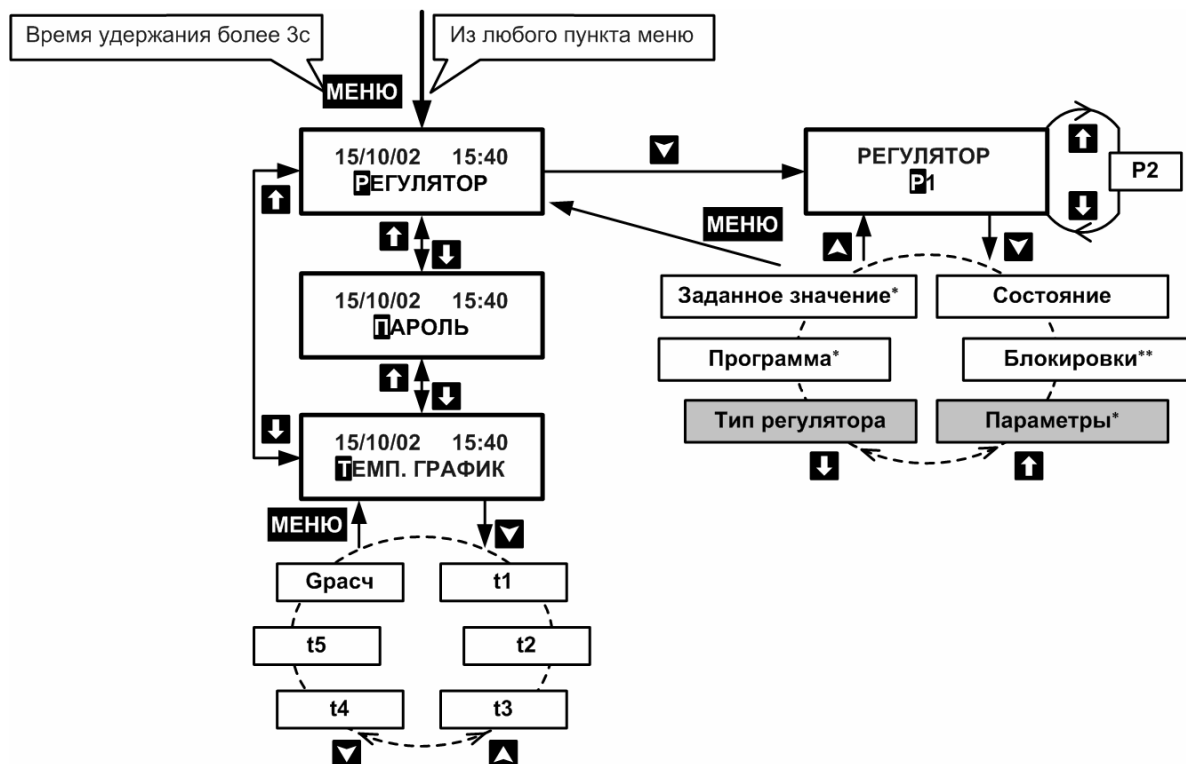 Время удержания более 3с
Из любого пункта меню
МЕНЮ
15/10/02 15:40
РЕГУЛЯТОР
РЕГУЛЯТОР
Р1
Р2
МЕНЮ
15/10/02 15:40
ПАРОЛЬ
Заданное значение*
Состояние
Программа*
Блокировки**
Тип регулятора
Параметры*
15/10/02 15:40
ТЕМП. ГРАФИК
МЕНЮ
Gрасч
t1
t5
t2
t4
t3